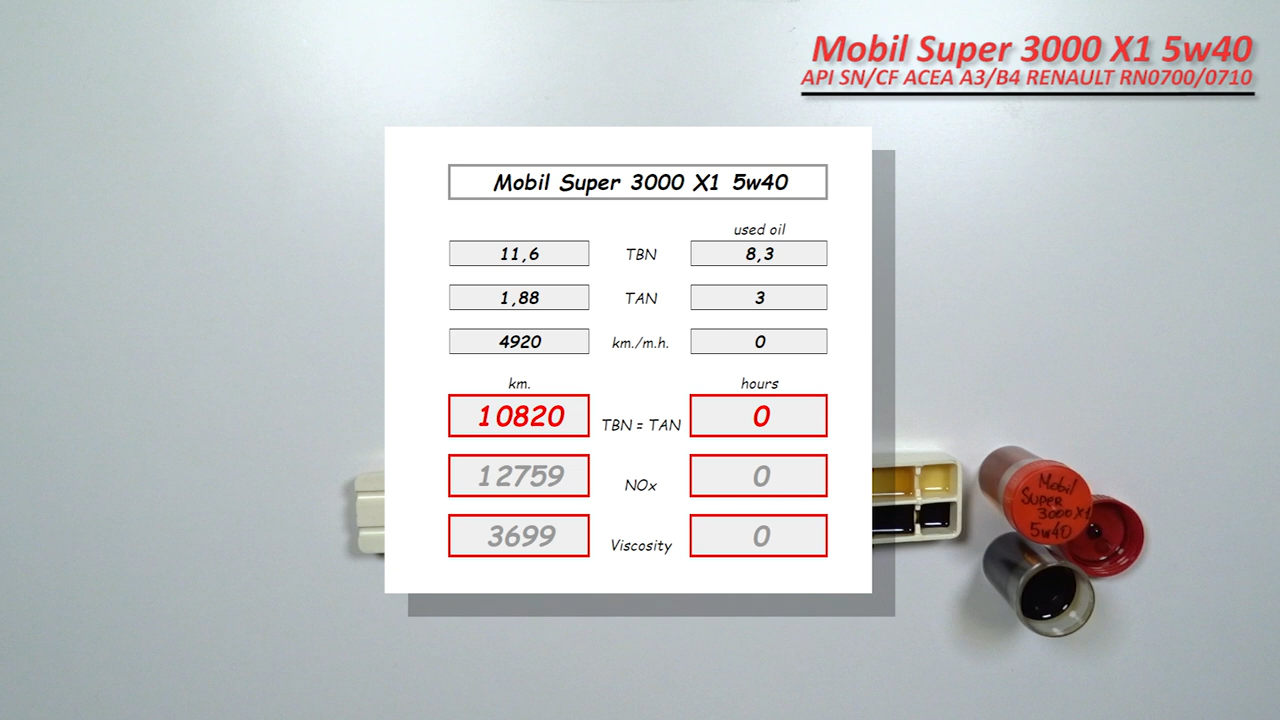 Mobil Super 3000 X1 5w40
API SN/CF ACEA A3/B4 RENAULT RN0700/0710
Mobil Super 3000 X1 5w40
used oil
11,6 TBN 8,3
1,88 TAN 3
4920 km./m.h. 0
km. hours
10820 TBN = TAN 0
12759 NOx 0
3699 Viscosity 0
Mobil
Super
3000 X1
5w40